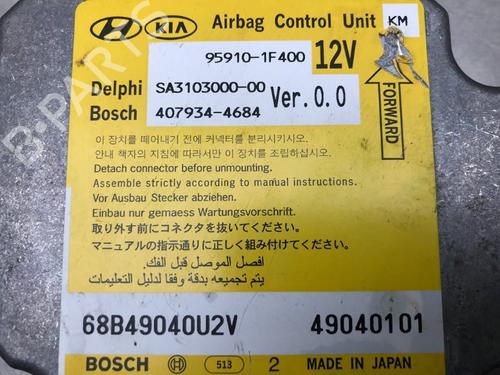 HYUNDAI KIA Airbag Control Unit KM
95910-1F400 12V
Delphi SA3103000-00
Bosch 407934-4684 Ver.0.0
FORWARD
이 장치를 떼어내기 전에 커넥터를 분리시키시오.
안내 책자의 지침에 따라서만 이 장치를 조립하십시오.
Detach connector before unmounting.
Assemble strictly according to manual instructions.
Vor Ausbau Stecker abziehen.
Einbau nur gemaess Wartungsvorschrift.
取り外す前にコネクタを抜いてください。
マニュアルの指示通りに正しく組み付けてください。
افصل الموصل قبل الفك.
يتم تجميعه بدقة وفقا لدليل التعليمات
68B49040U2V 49040101
BOSCH 513 2 MADE IN JAPAN
B-PARTS